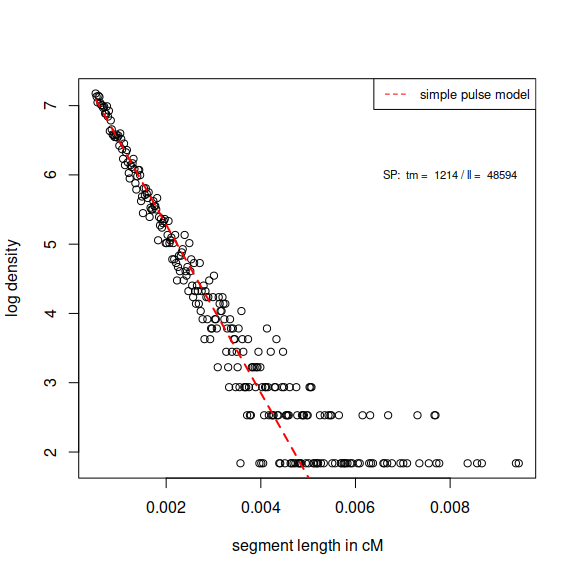 simple pulse model
SP: tm = 1214 / ll = 48594
log density
7
6
5
4
3
2
0.002 0.004 0.006 0.008
segment length in cM